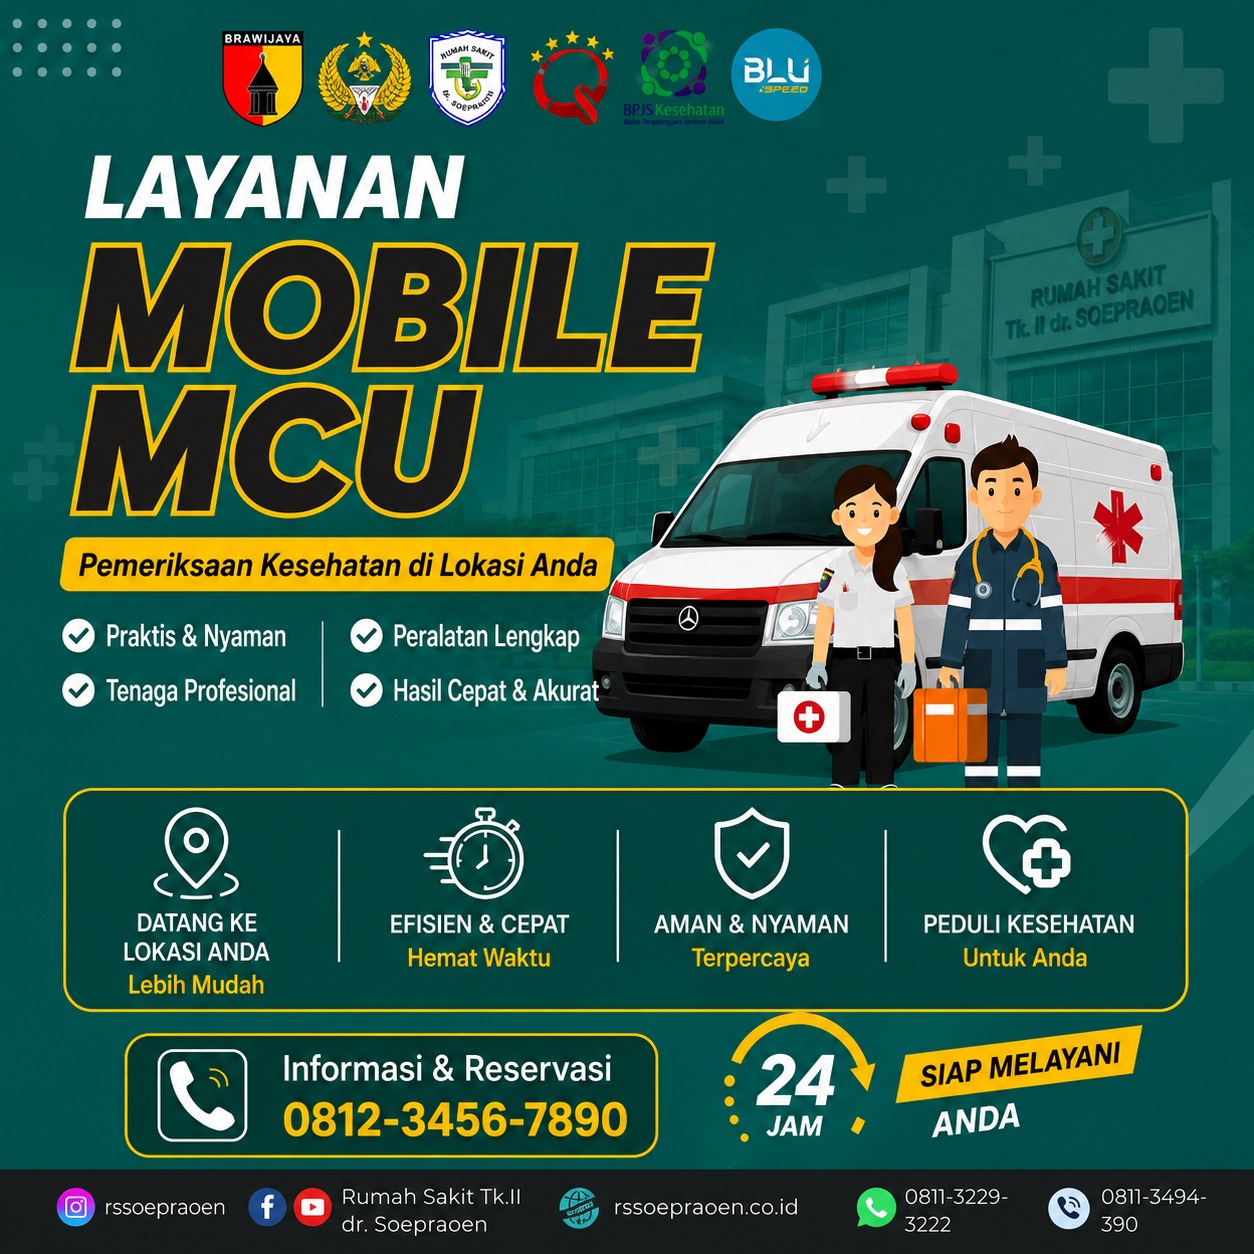 BRAWIJAYA
RUMAH SAKIT
dr. SOEPRAOEN
BPJS Kesehatan
BLU
SPEED
LAYANAN
MOBILE
MCU
RUMAH SAKIT
Tk. II dr. SOEPRAOEN
Pemeriksaan Kesehatan di Lokasi Anda
Praktis & Nyaman
Peralatan Lengkap
Tenaga Profesional
Hasil Cepat & Akurat
DATANG KE
LOKASI ANDA
Lebih Mudah
EFISIEN & CEPAT
Hemat Waktu
AMAN & NYAMAN
Terpercaya
PEDULI KESEHATAN
Untuk Anda
Informasi & Reservasi
0812-3456-7890
24
JAM
SIAP MELAYANI
ANDA
rssoepraoen
Rumah Sakit Tk.II
dr. Soepraoen
rssoepraoen.co.id
0811-3229-
3222
0811-3494-
390